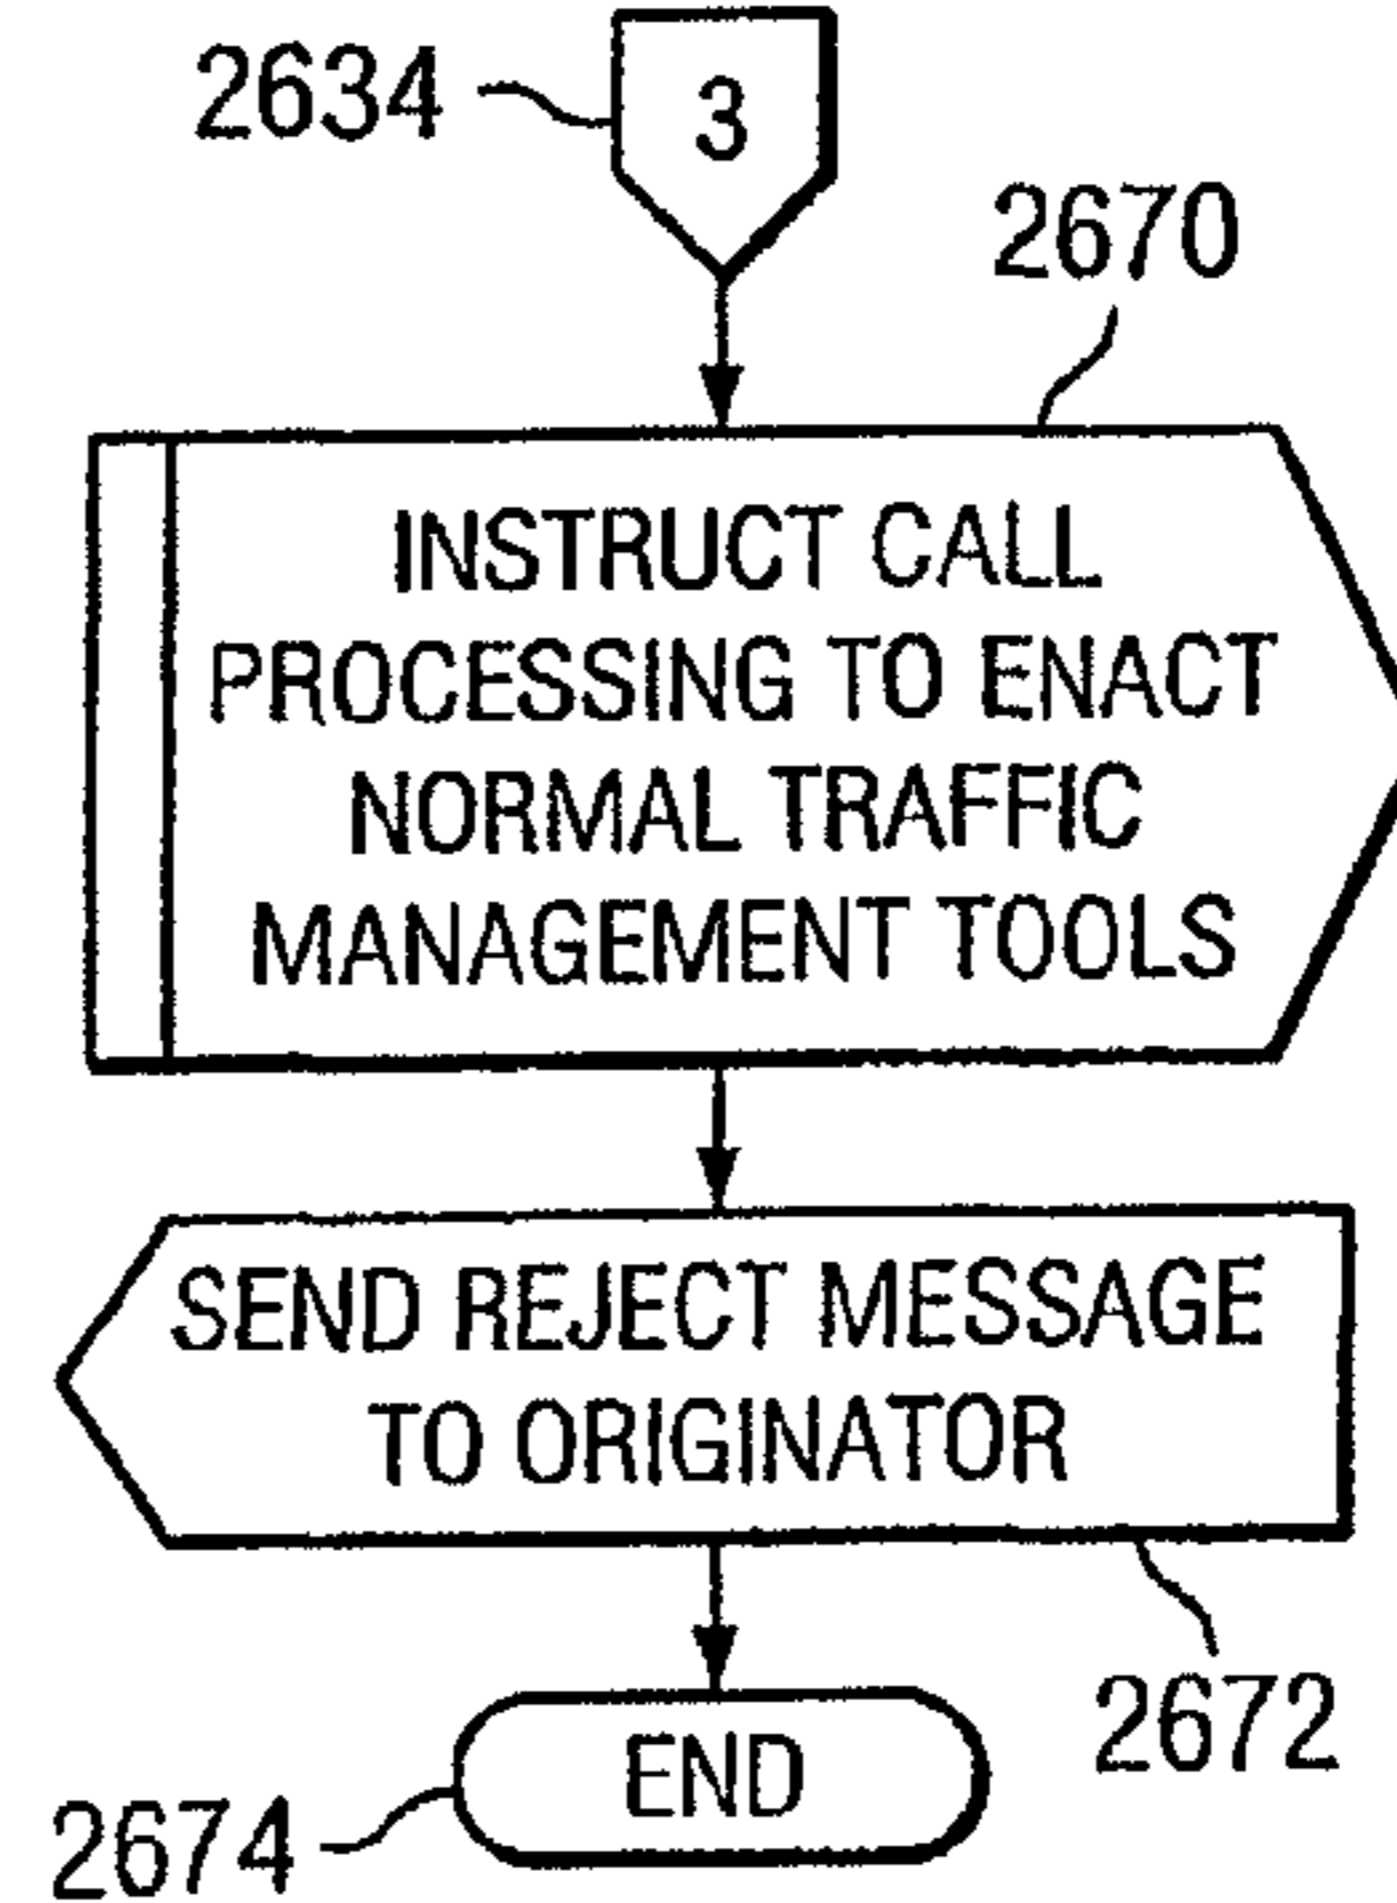 2634
3
2670
INSTRUCT CALL
PROCESSING TO ENACT
NORMAL TRAFFIC
MANAGEMENT TOOLS
SEND REJECT MESSAGE
TO ORIGINATOR
2672
END
2674